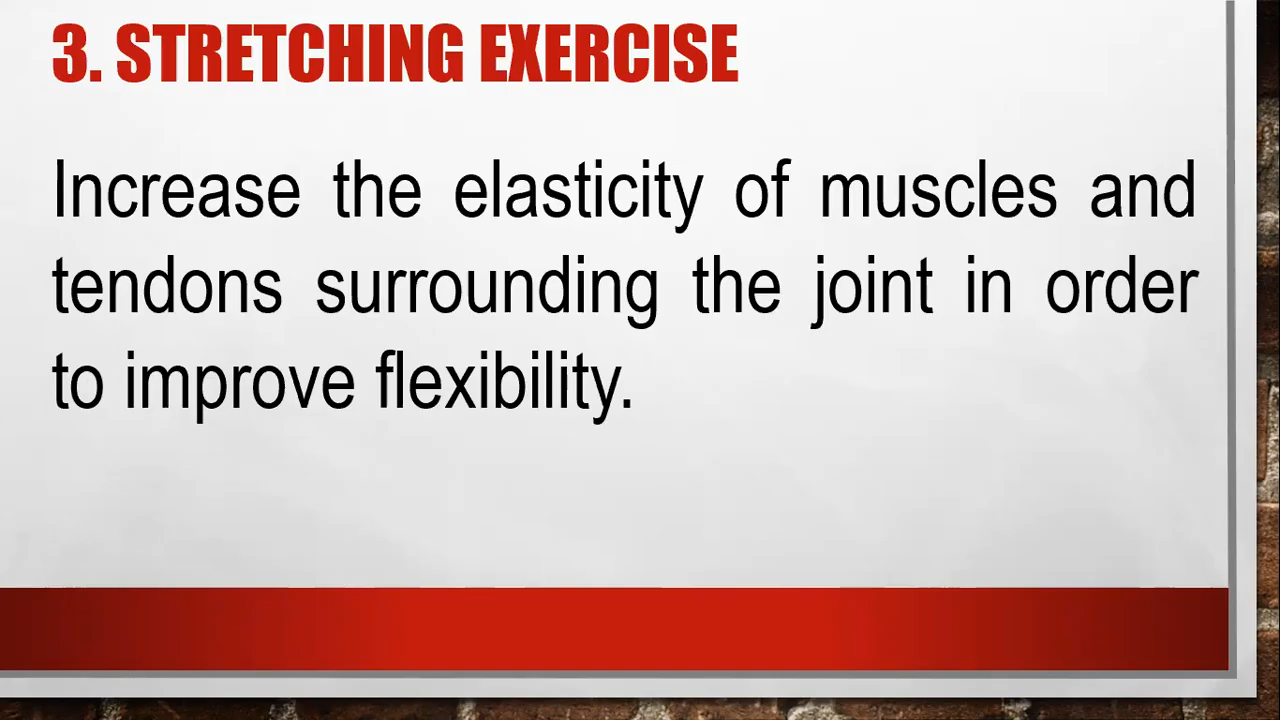 3. STRETCHING EXERCISE
Increase the elasticity of muscles and
tendons surrounding the joint in order
to improve flexibility.